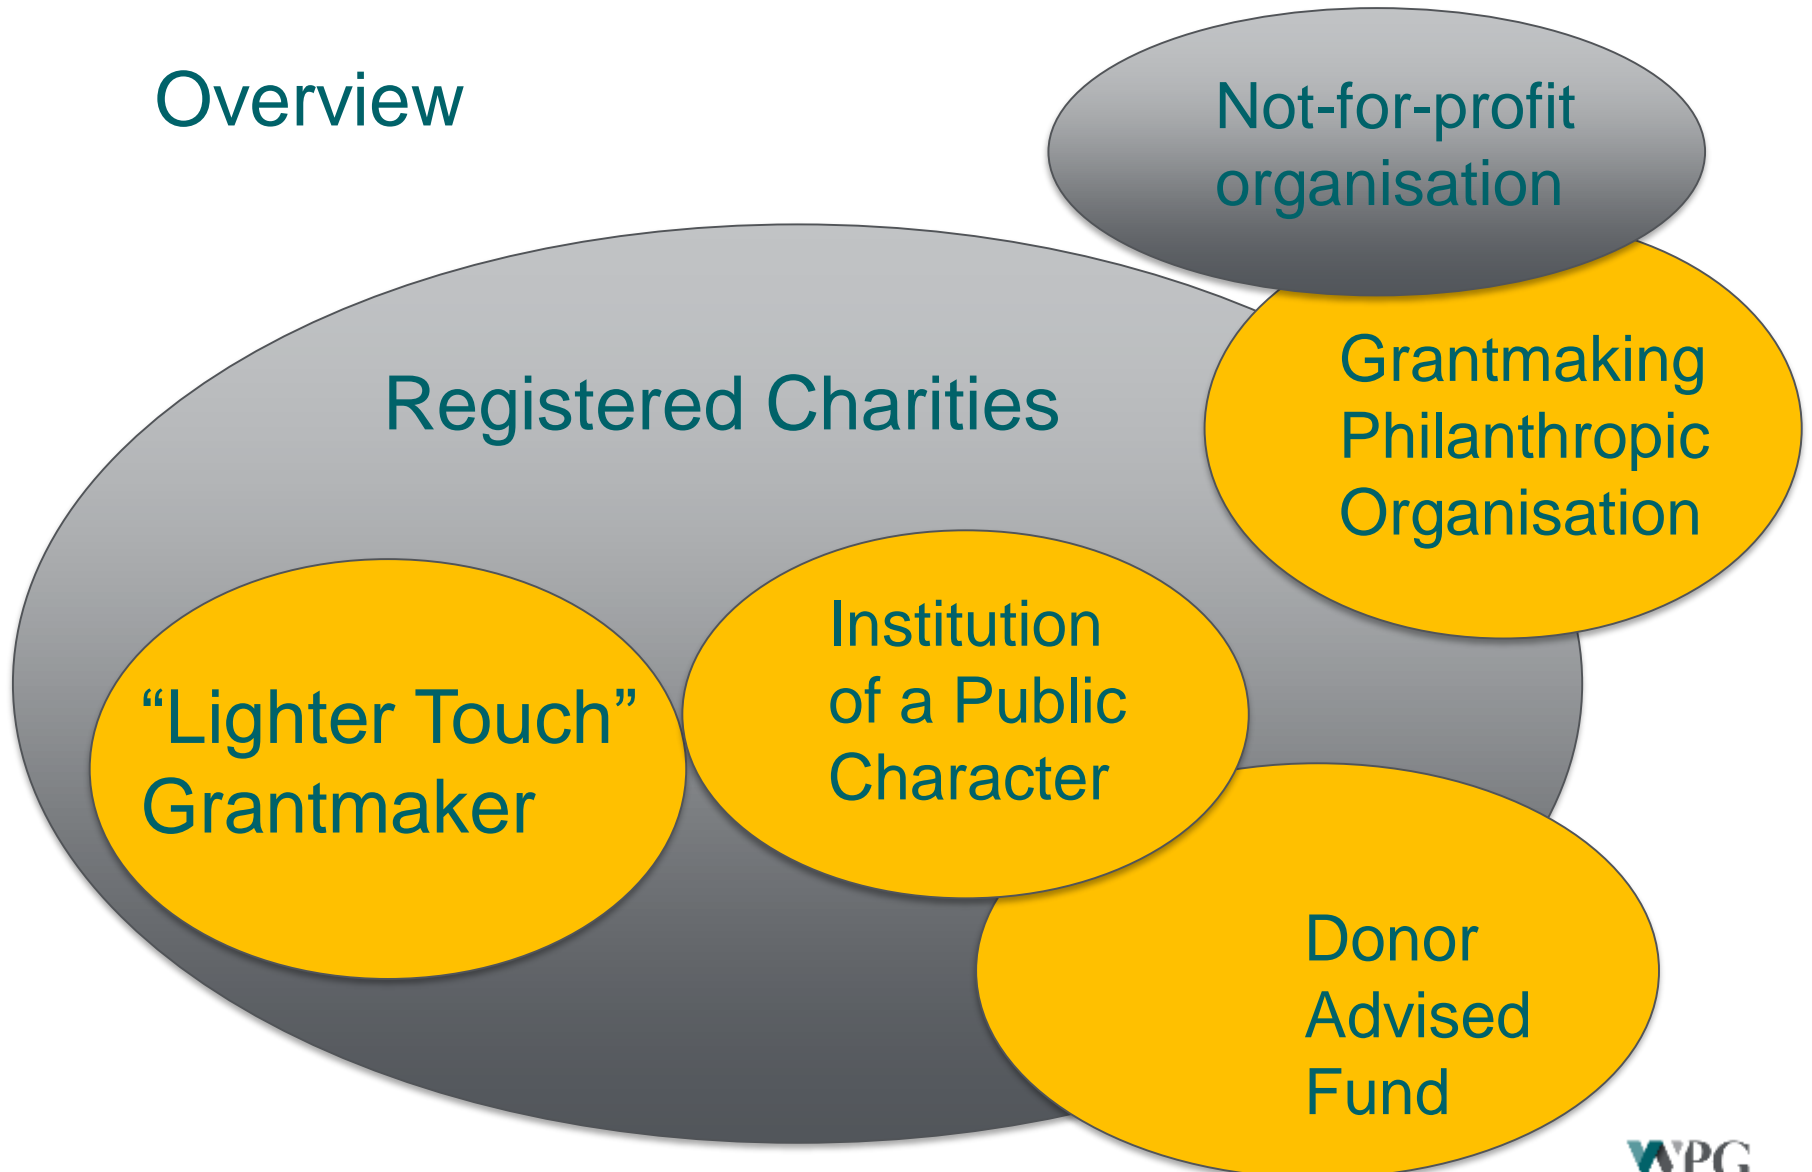 Overview
Not-for-profit
organisation
Registered Charities
Grantmaking
Philanthropic
Organisation
Institution
of a Public
Character
“Lighter Touch”
Grantmaker
Donor
Advised
Fund
WPG